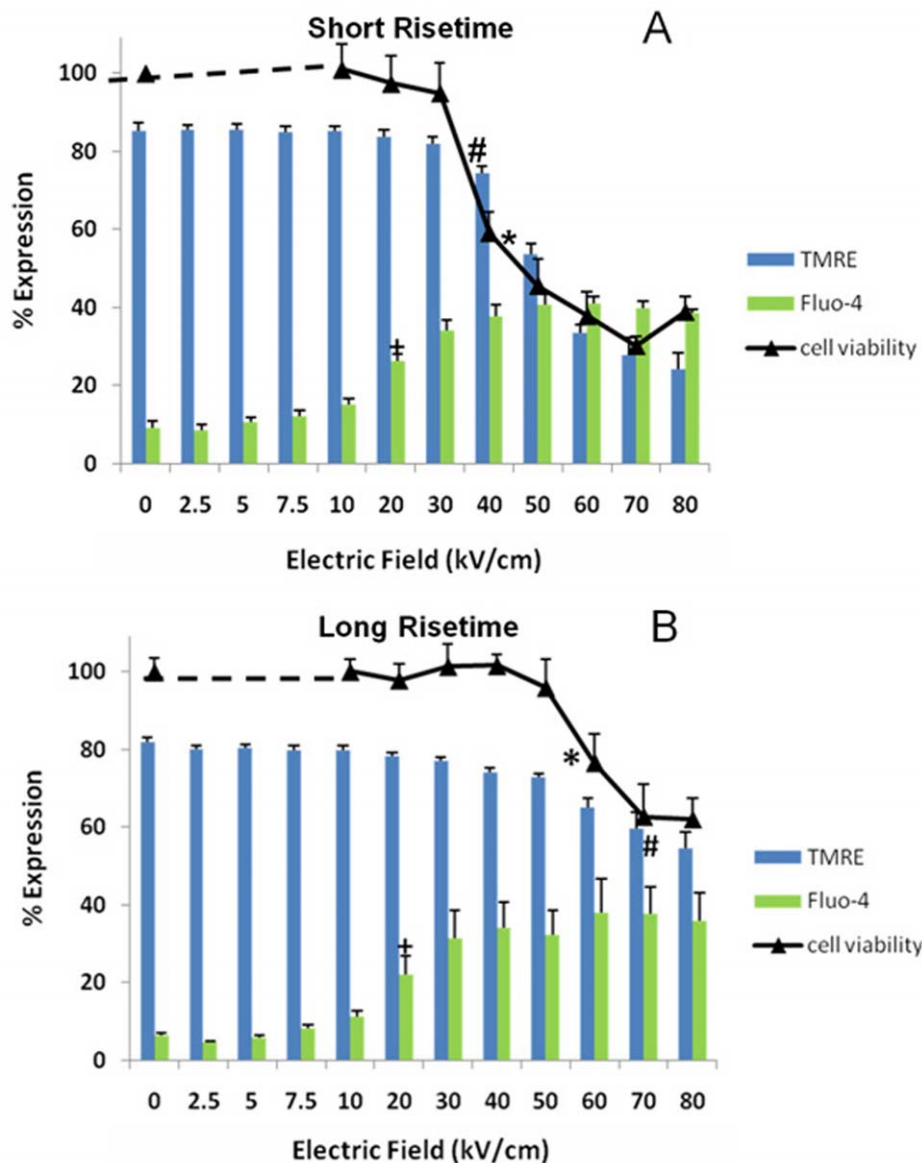 Short Risetime
A
% Expression
100
80
60
40
20
0
#
*
+
0 2.5 5 7.5 10 20 30 40 50 60 70 80
Electric Field (kV/cm)
TMRE
Fluo-4
cell viability
Long Risetime
B
% Expression
100
80
60
40
20
0
*
#
+
0 2.5 5 7.5 10 20 30 40 50 60 70 80
Electric Field (kV/cm)
TMRE
Fluo-4
cell viability